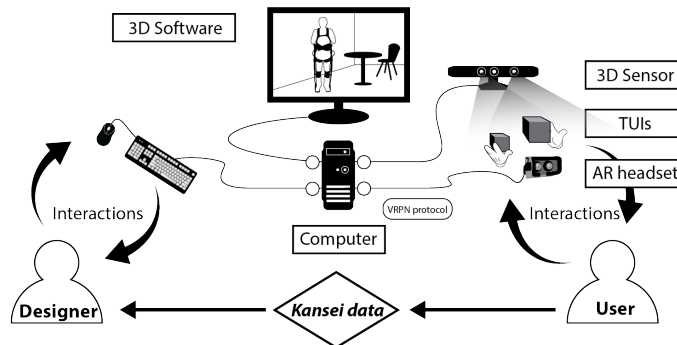 3D Software
3D Sensor
TUIs
AR headset
Interactions
VRPN protocol
Interactions
Computer
Designer
Kansei data
User